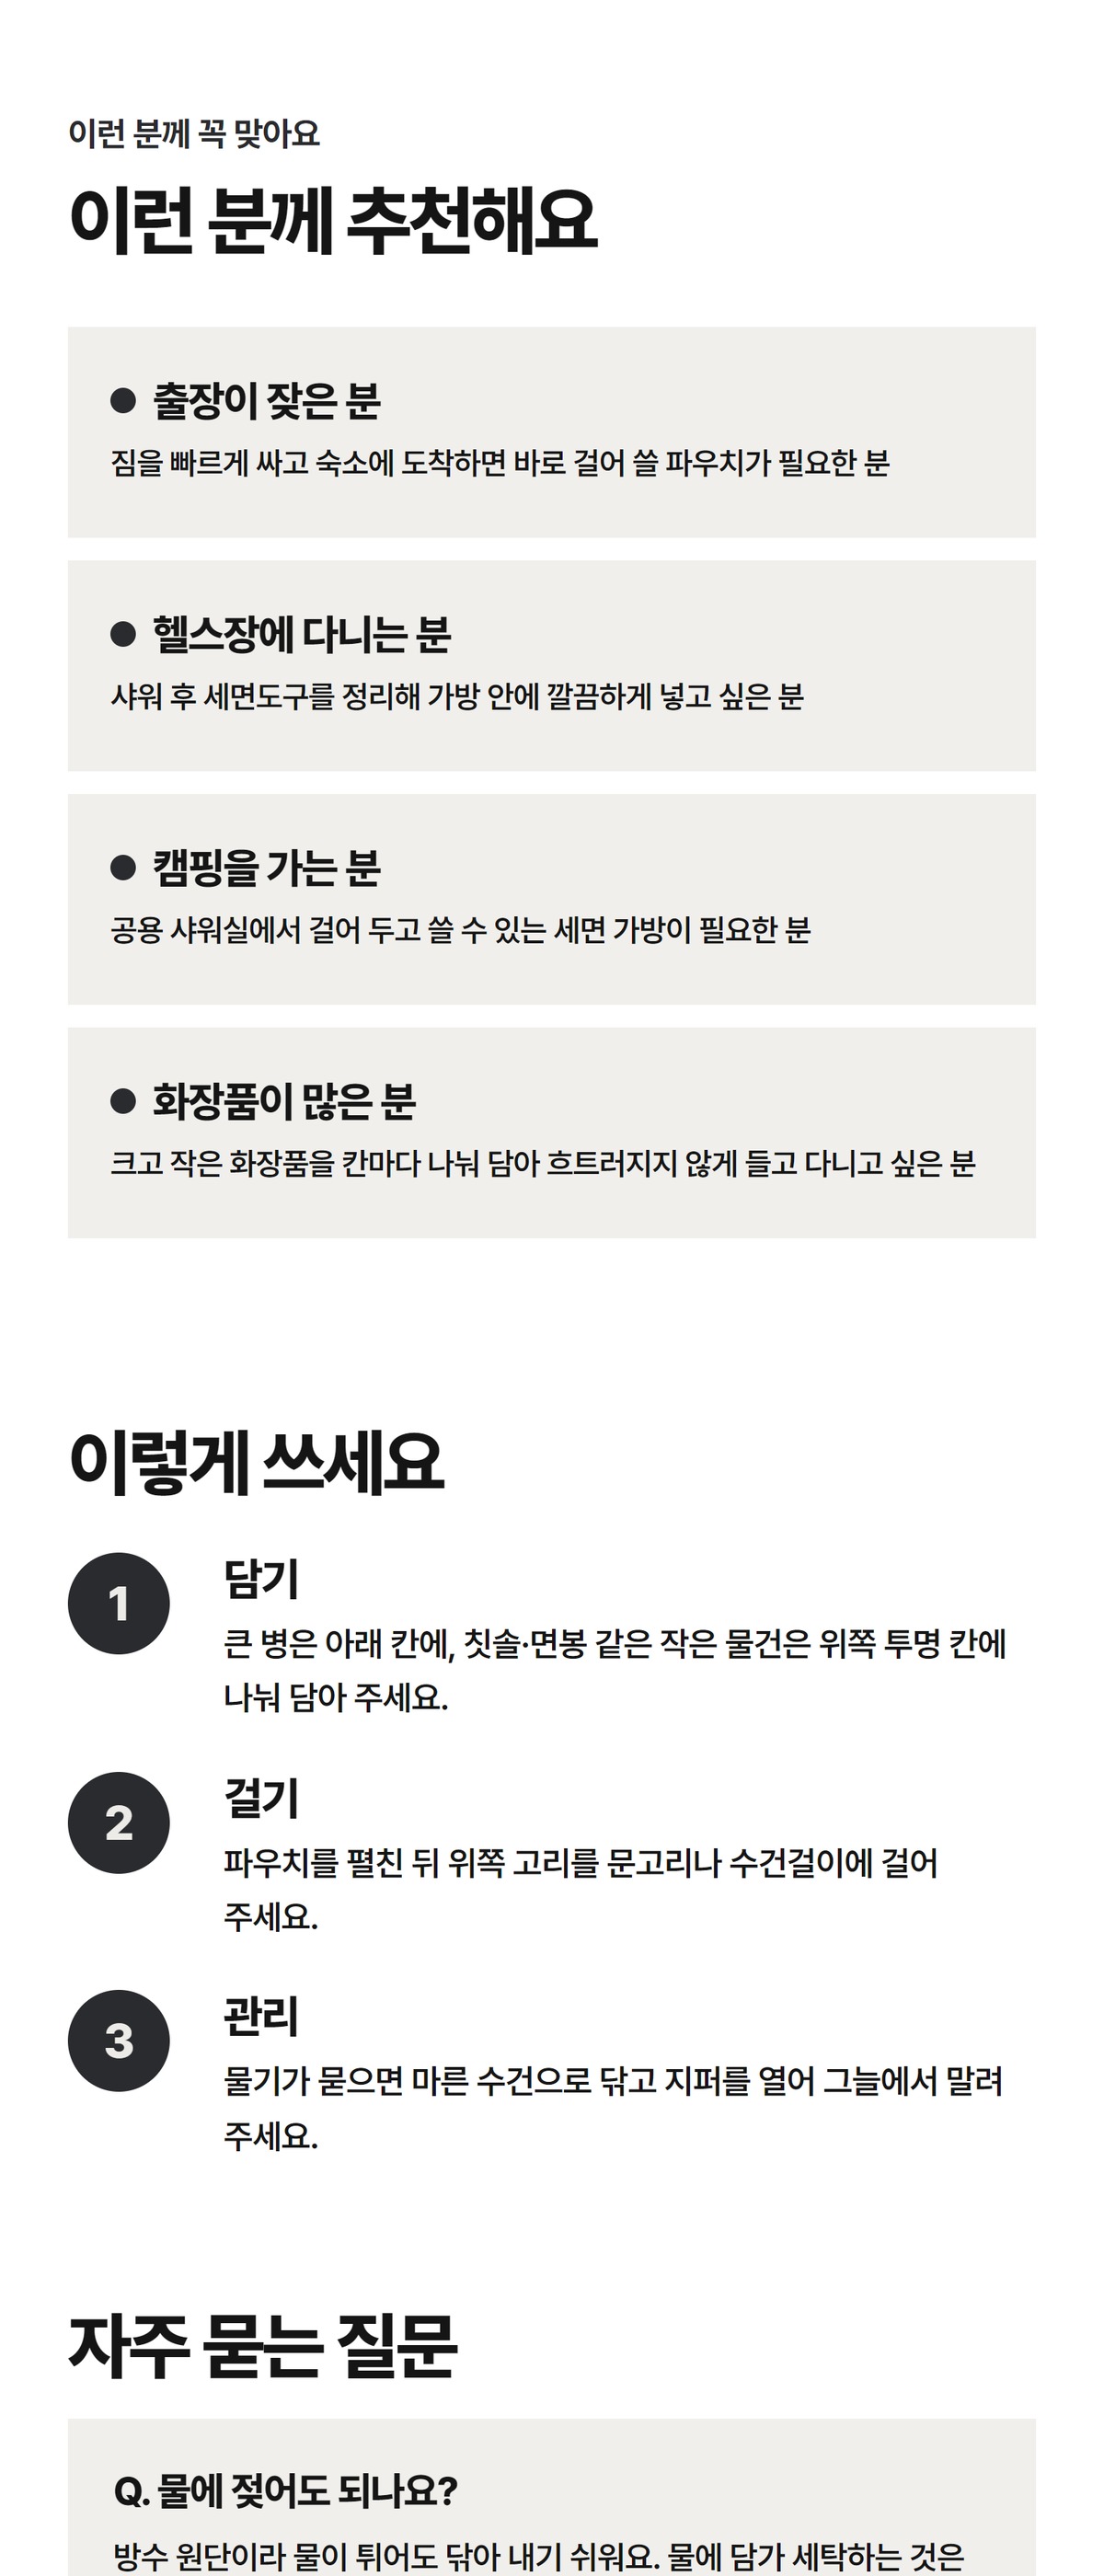 이런 분께 꼭 맞아요
이런 분께 추천해요
출장이 잦은 분
짐을 빠르게 싸고 숙소에 도착하면 바로 걸어 쓸 파우치가 필요한 분
헬스장에 다니는 분
샤워 후 세면도구를 정리해 가방 안에 깔끔하게 넣고 싶은 분
캠핑을 가는 분
공용 샤워실에서 걸어 두고 쓸 수 있는 세면 가방이 필요한 분
화장품이 많은 분
크고 작은 화장품을 칸마다 나눠 담아 흐트러지지 않게 들고 다니고 싶은 분
이렇게 쓰세요
1
담기
큰 병은 아래 칸에, 칫솔·면봉 같은 작은 물건은 위쪽 투명 칸에
나눠 담아 주세요.
2
걸기
파우치를 펼친 뒤 위쪽 고리를 문고리나 수건걸이에 걸어
주세요.
3
관리
물기가 묻으면 마른 수건으로 닦고 지퍼를 열어 그늘에서 말려
주세요.
자주 묻는 질문
Q. 물에 젖어도 되나요?
방수 원단이라 물이 튀어도 닦아 내기 쉬워요. 물에 담가 세탁하는 것은